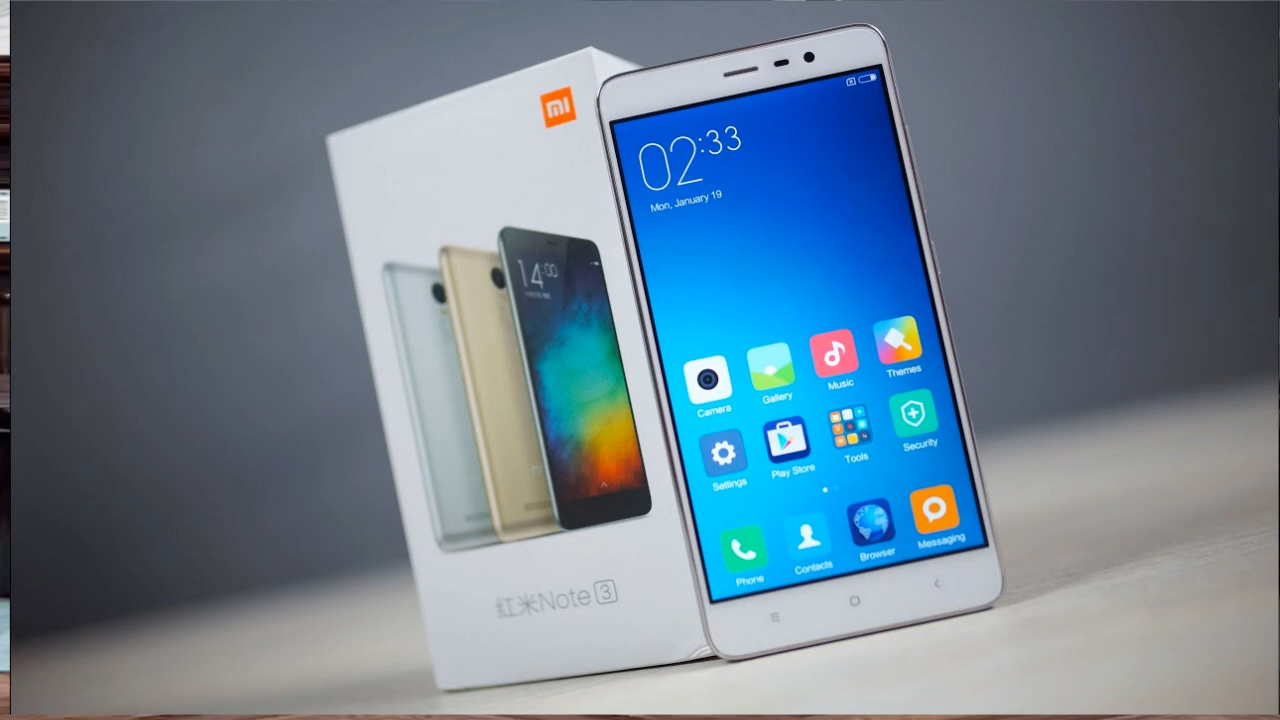 mi
14:00
红米Note 3
02:33
Mon, January 19
Camera
Gallery
Music
Themes
Settings
Play Store
Tools
Security
Phone
Contacts
Browser
Messaging